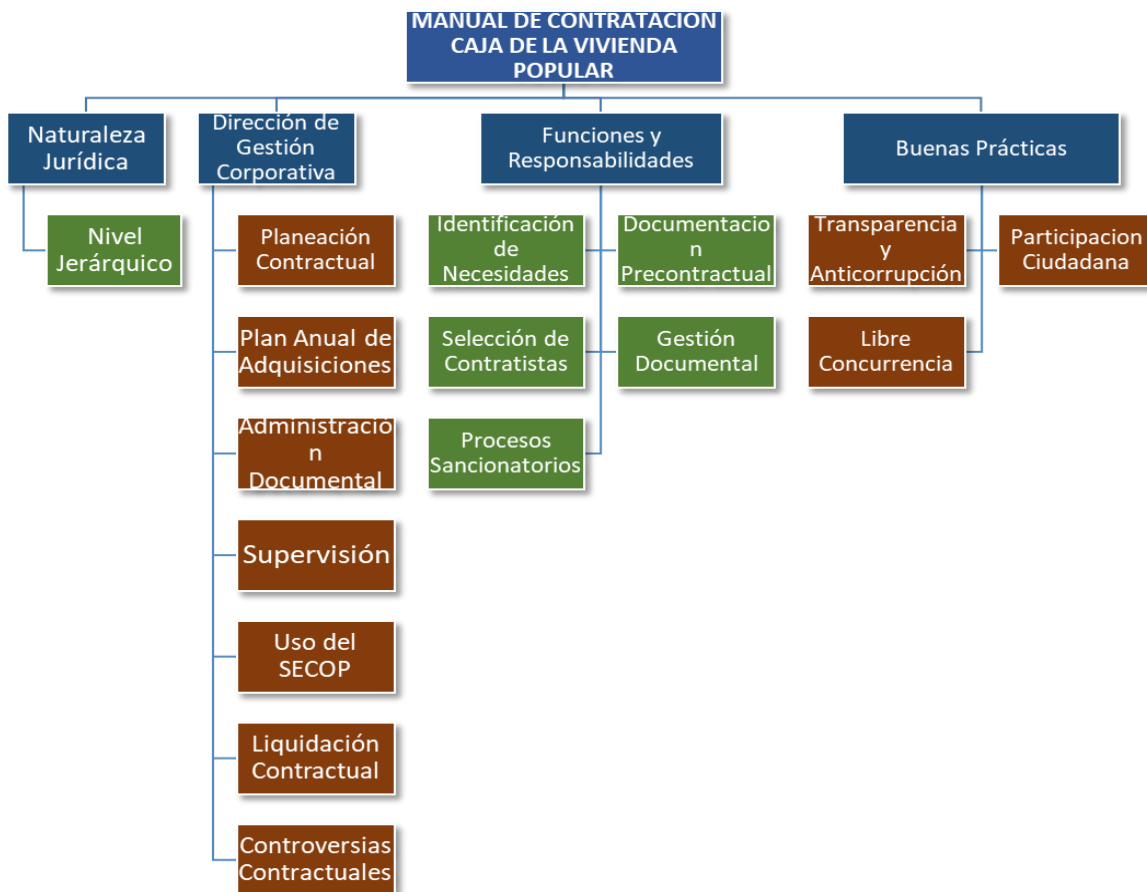 MANUAL DE CONTRATACION
CAJA DE LA VIVIENDA
POPULAR
Naturaleza
Jurídica
Nivel
Jerárquico
Dirección de
Gestión
Corporativa
Planeación
Contractual
Plan Anual de
Adquisiciones
Administració
n
Documental
Supervisión
Uso del
SECOP
Liquidación
Contractual
Controversias
Contractuales
Funciones y
Responsabilidades
Identificación
de
Necesidades
Documentacio
n
Precontractual
Selección de
Contratistas
Gestión
Documental
Procesos
Sancionatorios
Buenas Prácticas
Transparencia
y
Anticorrupción
Participacion
Ciudadana
Libre
Concurrencia